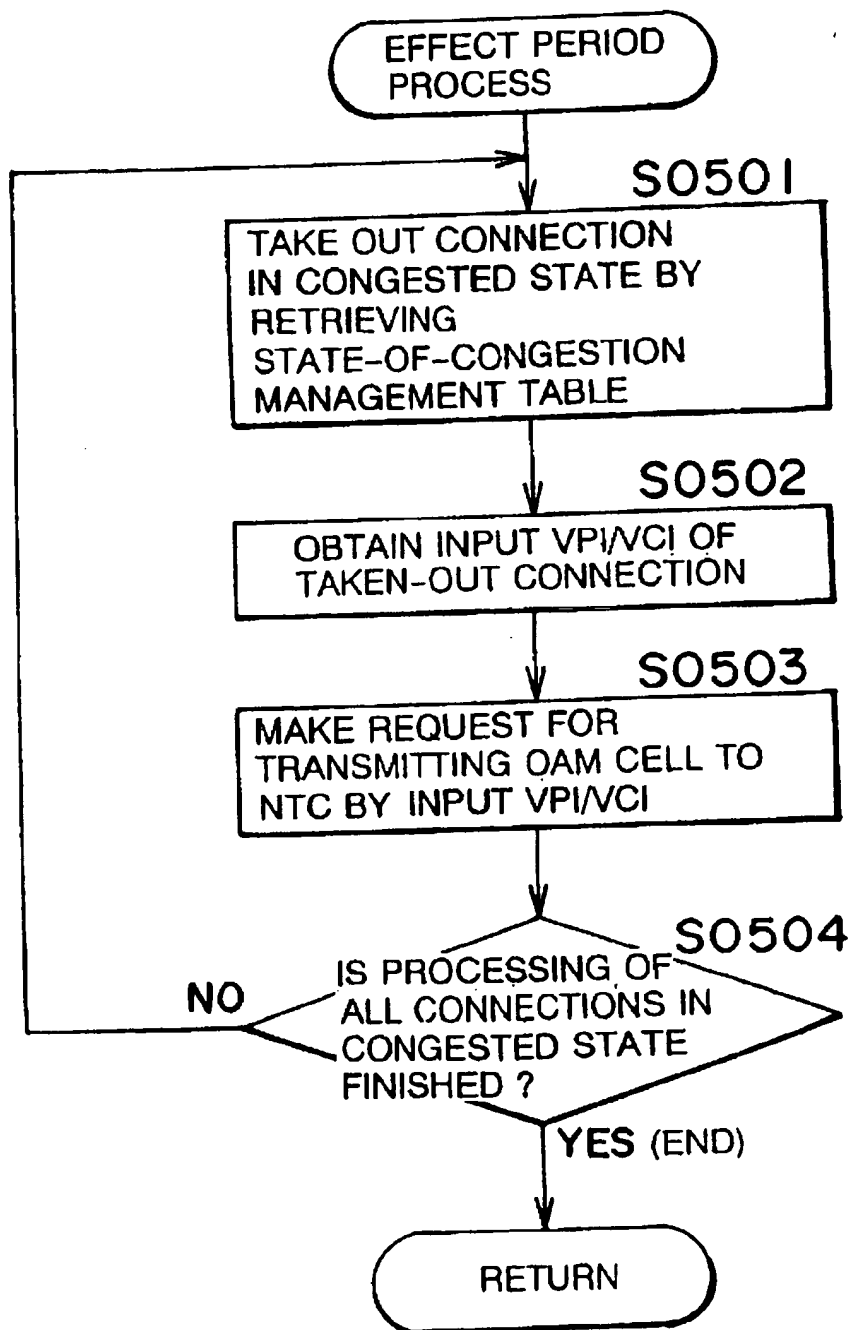 EFFECT PERIOD
PROCESS
S0501
TAKE OUT CONNECTION
IN CONGESTED STATE BY
RETRIEVING
STATE-OF-CONGESTION
MANAGEMENT TABLE
S0502
OBTAIN INPUT VPI/VCI OF
TAKEN-OUT CONNECTION
S0503
MAKE REQUEST FOR
TRANSMITTING OAM CELL TO
NTC BY INPUT VPI/VCI
S0504
IS PROCESSING OF
ALL CONNECTIONS IN
CONGESTED STATE
FINISHED ?
NO
YES (END)
RETURN